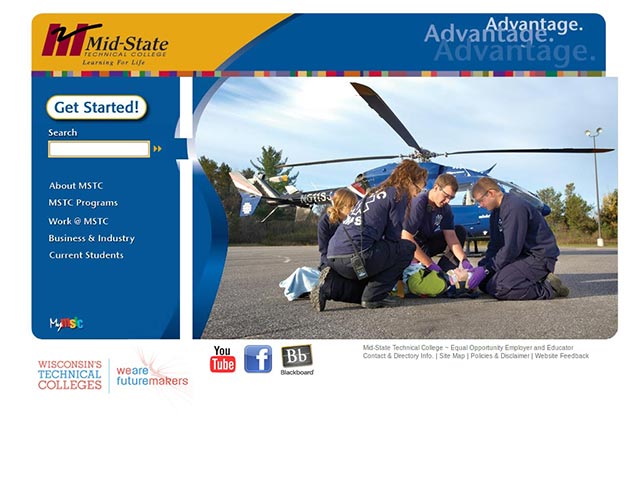 Mid-State
TECHNICAL COLLEGE
Learning For Life
Advantage.
Advantage.
Advantage.
Get Started!
Search
About MSTC
MSTC Programs
Work @ MSTC
Business & Industry
Current Students
My mstc
WISCONSIN'S
TECHNICAL
COLLEGES
we are
futuremakers
You
Tube
f
Bb
Blackboard
Mid-State Technical College ~ Equal Opportunity Employer and Educator
Contact & Directory Info. | Site Map | Policies & Disclaimer | Website Feedback